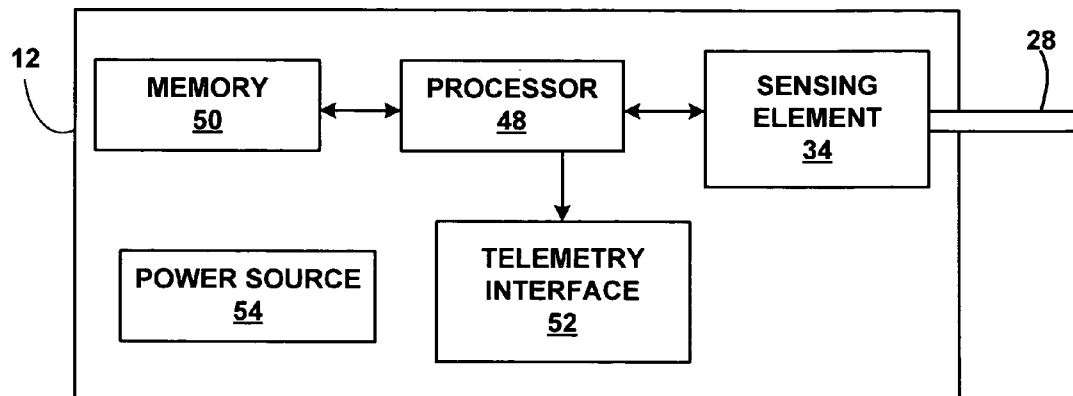 12
28
MEMORY
50
PROCESSOR
48
SENSING
ELEMENT
34
POWER SOURCE
54
TELEMETRY
INTERFACE
52